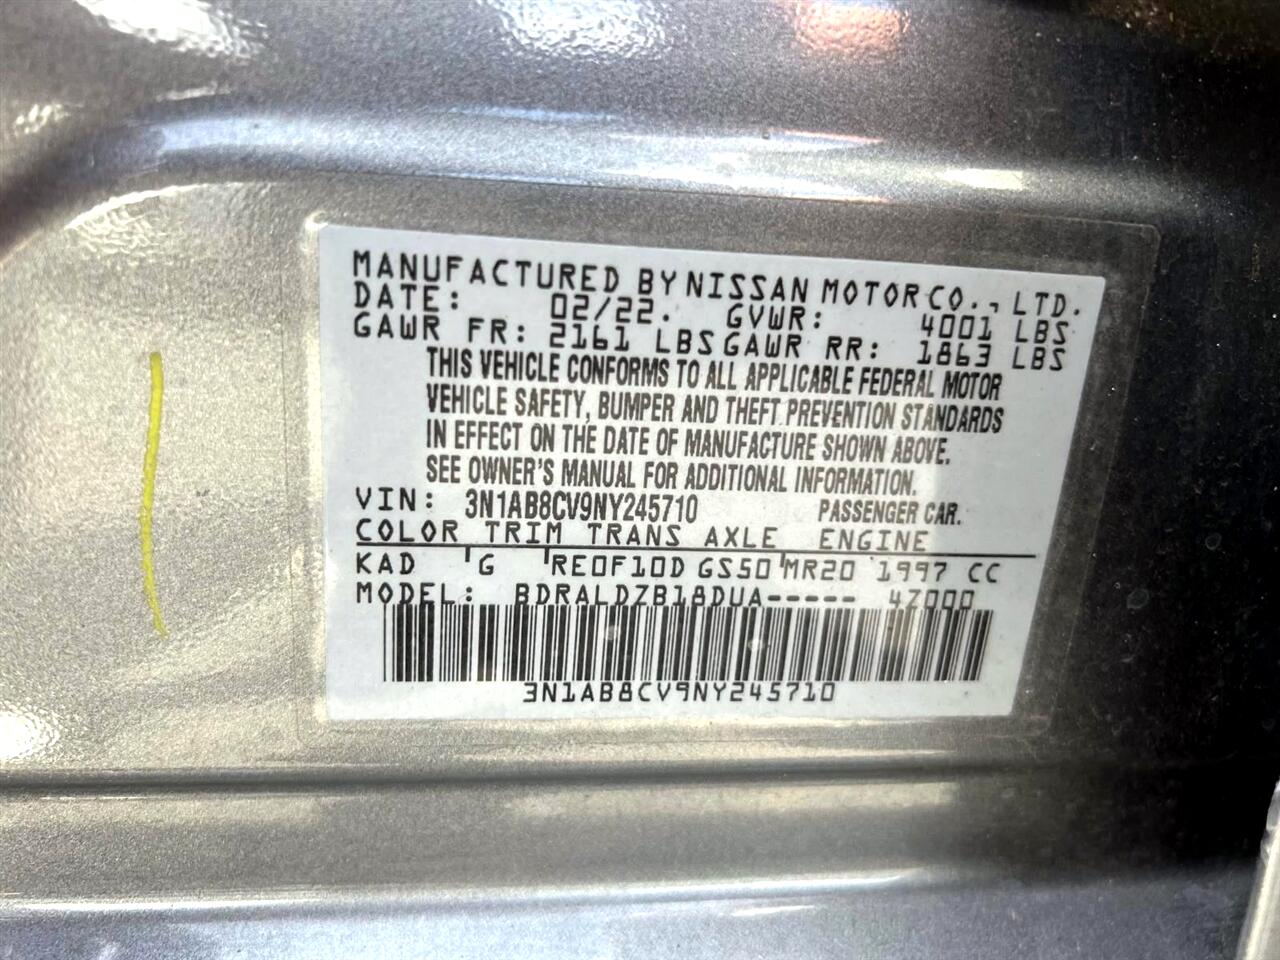 MANUFACTURED BY NISSAN MOTOR CO., LTD.
DATE: 02/22. GVWR: 4001 LBS
GAWR FR: 2161 LBS GAWR RR: 1863 LBS
THIS VEHICLE CONFORMS TO ALL APPLICABLE FEDERAL MOTOR
VEHICLE SAFETY, BUMPER AND THEFT PREVENTION STANDARDS
IN EFFECT ON THE DATE OF MANUFACTURE SHOWN ABOVE.
SEE OWNER'S MANUAL FOR ADDITIONAL INFORMATION.
VIN: 3N1AB8CV9NY245710 PASSENGER CAR.
COLOR TRIM TRANS AXLE ENGINE
KAD G RE0F10D GS50 MR20 1997 CC
MODEL: BDRALDZB18DUA----- 4Z000
3N1AB8CV9NY245710